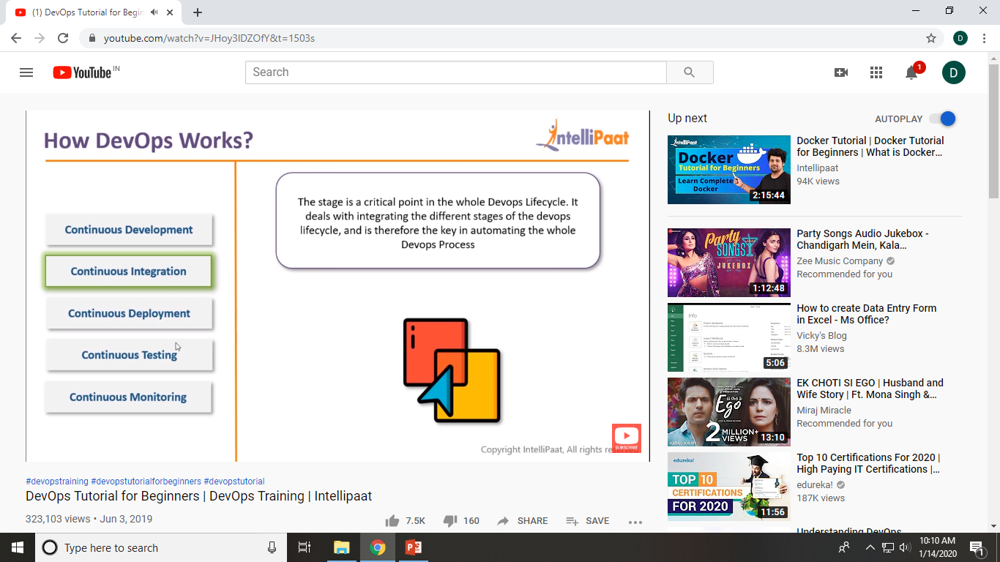 (1) DevOps Tutorial for Begin
youtube.com/watch?v=JHoy3IDZOfY&t=1503s
D
YouTube IN
Search
1
D
How DevOps Works?
IntelliPaat
Continuous Development
Continuous Integration
Continuous Deployment
Continuous Testing
Continuous Monitoring
The stage is a critical point in the whole Devops Lifecycle. It
deals with integrating the different stages of the devops
lifecycle, and is therefore the key in automating the whole
Devops Process
Copyright IntelliPaat, All rights
SUBSCRIBE
#devopstraining #devopstutorialforbeginners #devopstutorial
DevOps Tutorial for Beginners | DevOps Training | Intellipaat
323,103 views • Jun 3, 2019
7.5K
160
SHARE
SAVE
Up next
AUTOPLAY
IntelliPaat
Docker
Tutorial for Beginners
Learn Complete
Docker
2:15:44
Docker Tutorial | Docker Tutorial
for Beginners | What is Docker...
Intellipaat
94K views
Party
SONGS
JUKEBOX
1:12:48
Party Songs Audio Jukebox -
Chandigarh Mein, Kala...
Zee Music Company
Recommended for you
Info
5:06
How to create Data Entry Form
in Excel - Ms Office?
Vicky's Blog
8.3M views
Ego
2 MILLION+
VIEWS
IQBAL KHAN
13:10
EK CHOTI SI EGO | Husband and
Wife Story | Ft. Mona Singh &...
Miraj Miracle
Recommended for you
edureka!
TOP 10
CERTIFICATIONS
FOR 2020
11:56
Top 10 Certifications For 2020 |
High Paying IT Certifications |...
edureka!
187K views
Understanding DevOps
Type here to search
10:10 AM
1/14/2020
1